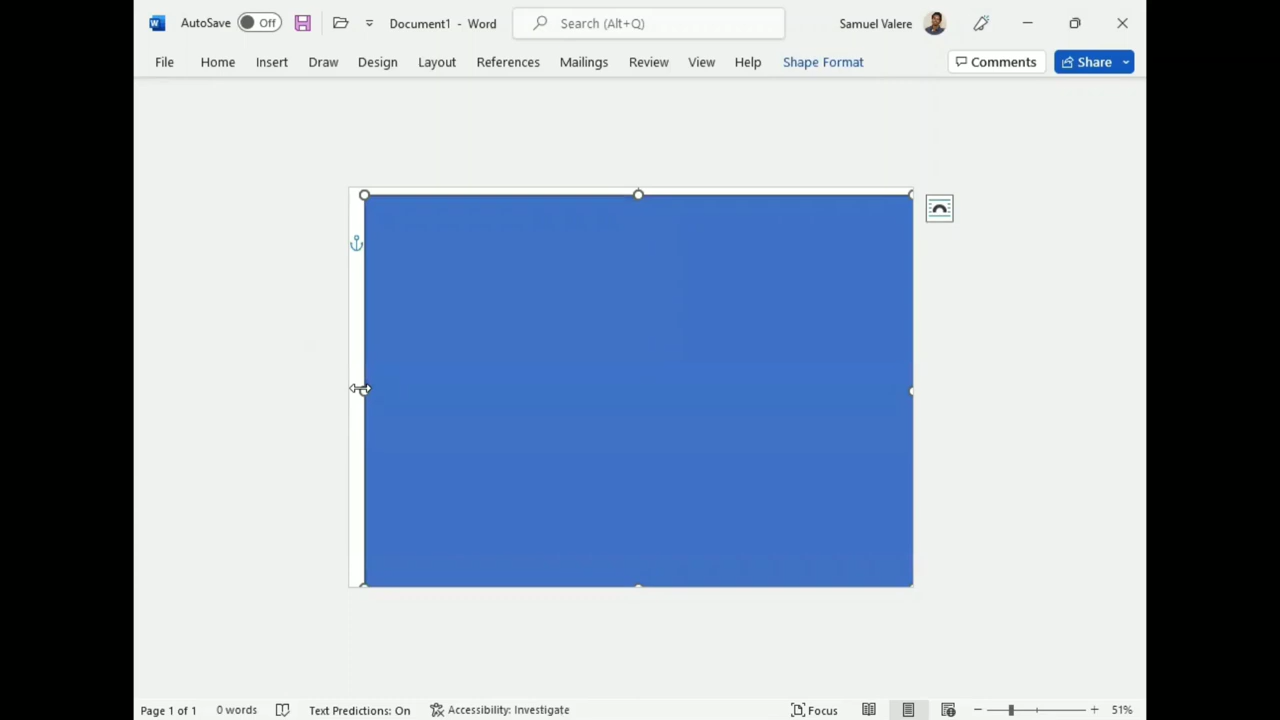 AutoSave Off Document1 - Word Search (Alt+Q) Samuel Valere
File Home Insert Draw Design Layout References Mailings Review View Help Shape Format Comments Share
Page 1 of 1 0 words Text Predictions: On Accessibility: Investigate Focus 51%